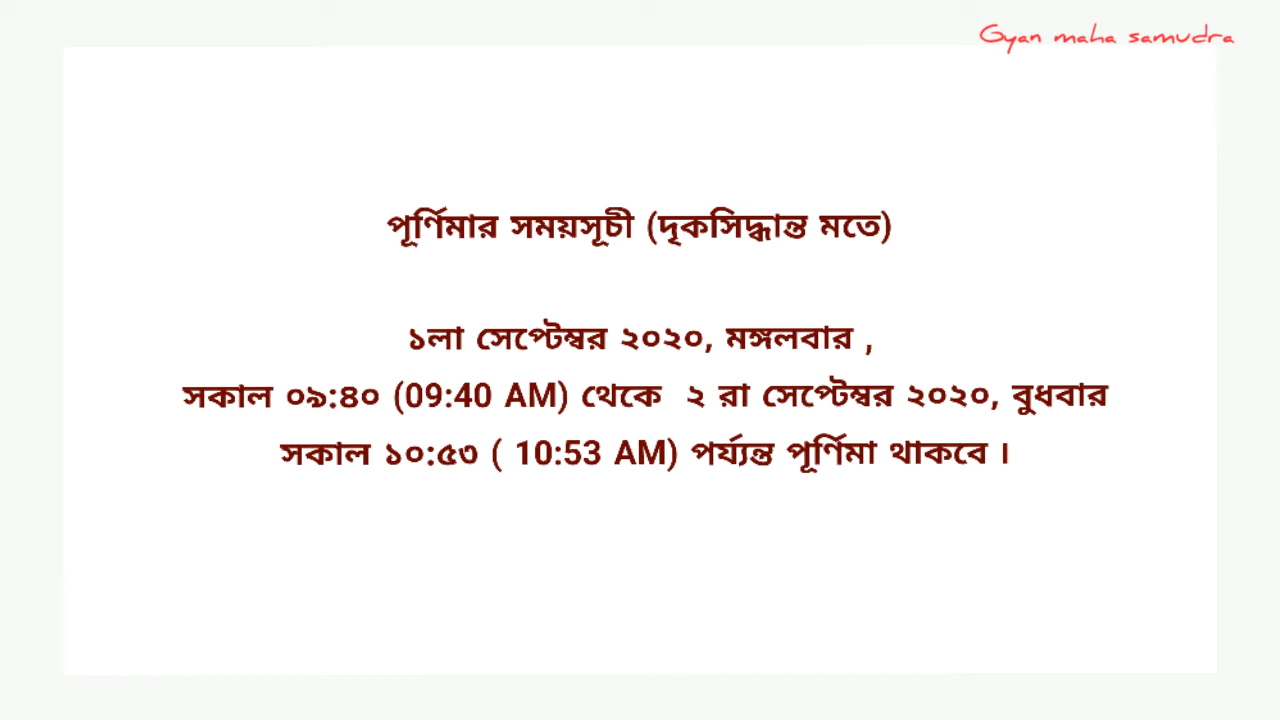 Gyan maha samudra
পূর্ণিমার সময়সূচী (দৃকসিদ্ধান্ত মতে)
১লা সেপ্টেম্বর ২০২০, মঙ্গলবার ,
সকাল ০৯:৪০ (09:40 AM) থেকে ২ রা সেপ্টেম্বর ২০২০, বুধবার
সকাল ১০:৫৩ ( 10:53 AM) পর্য্যন্ত পূর্ণিমা থাকবে ।